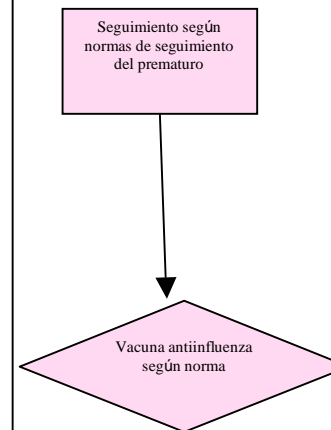 Seguimiento según
normas de seguimiento
del prematuro
Vacuna antiinfluenza
según norma